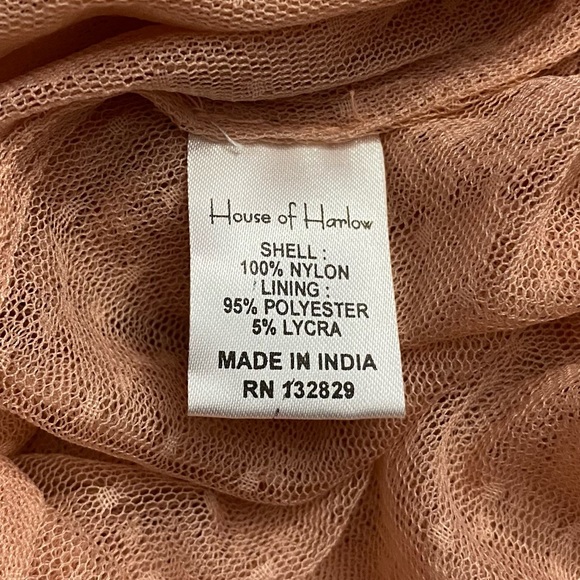 House of Harlow
SHELL :
100% NYLON
LINING :
95% POLYESTER
5% LYCRA
MADE IN INDIA
RN 132829